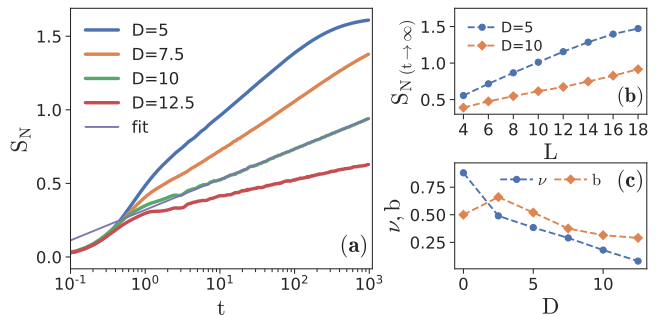 1.5
1.0
0.5
0.0
S_N
D=5
D=7.5
D=10
D=12.5
fit
(a)
10^-1 10^0 10^1 10^2 10^3
t
1.5
1.0
0.5
S_N (t→∞)
D=5
D=10
(b)
4 6 8 10 12 14 16 18
L
0.75
0.50
0.25
ν, b
ν b
(c)
0 5 10
D